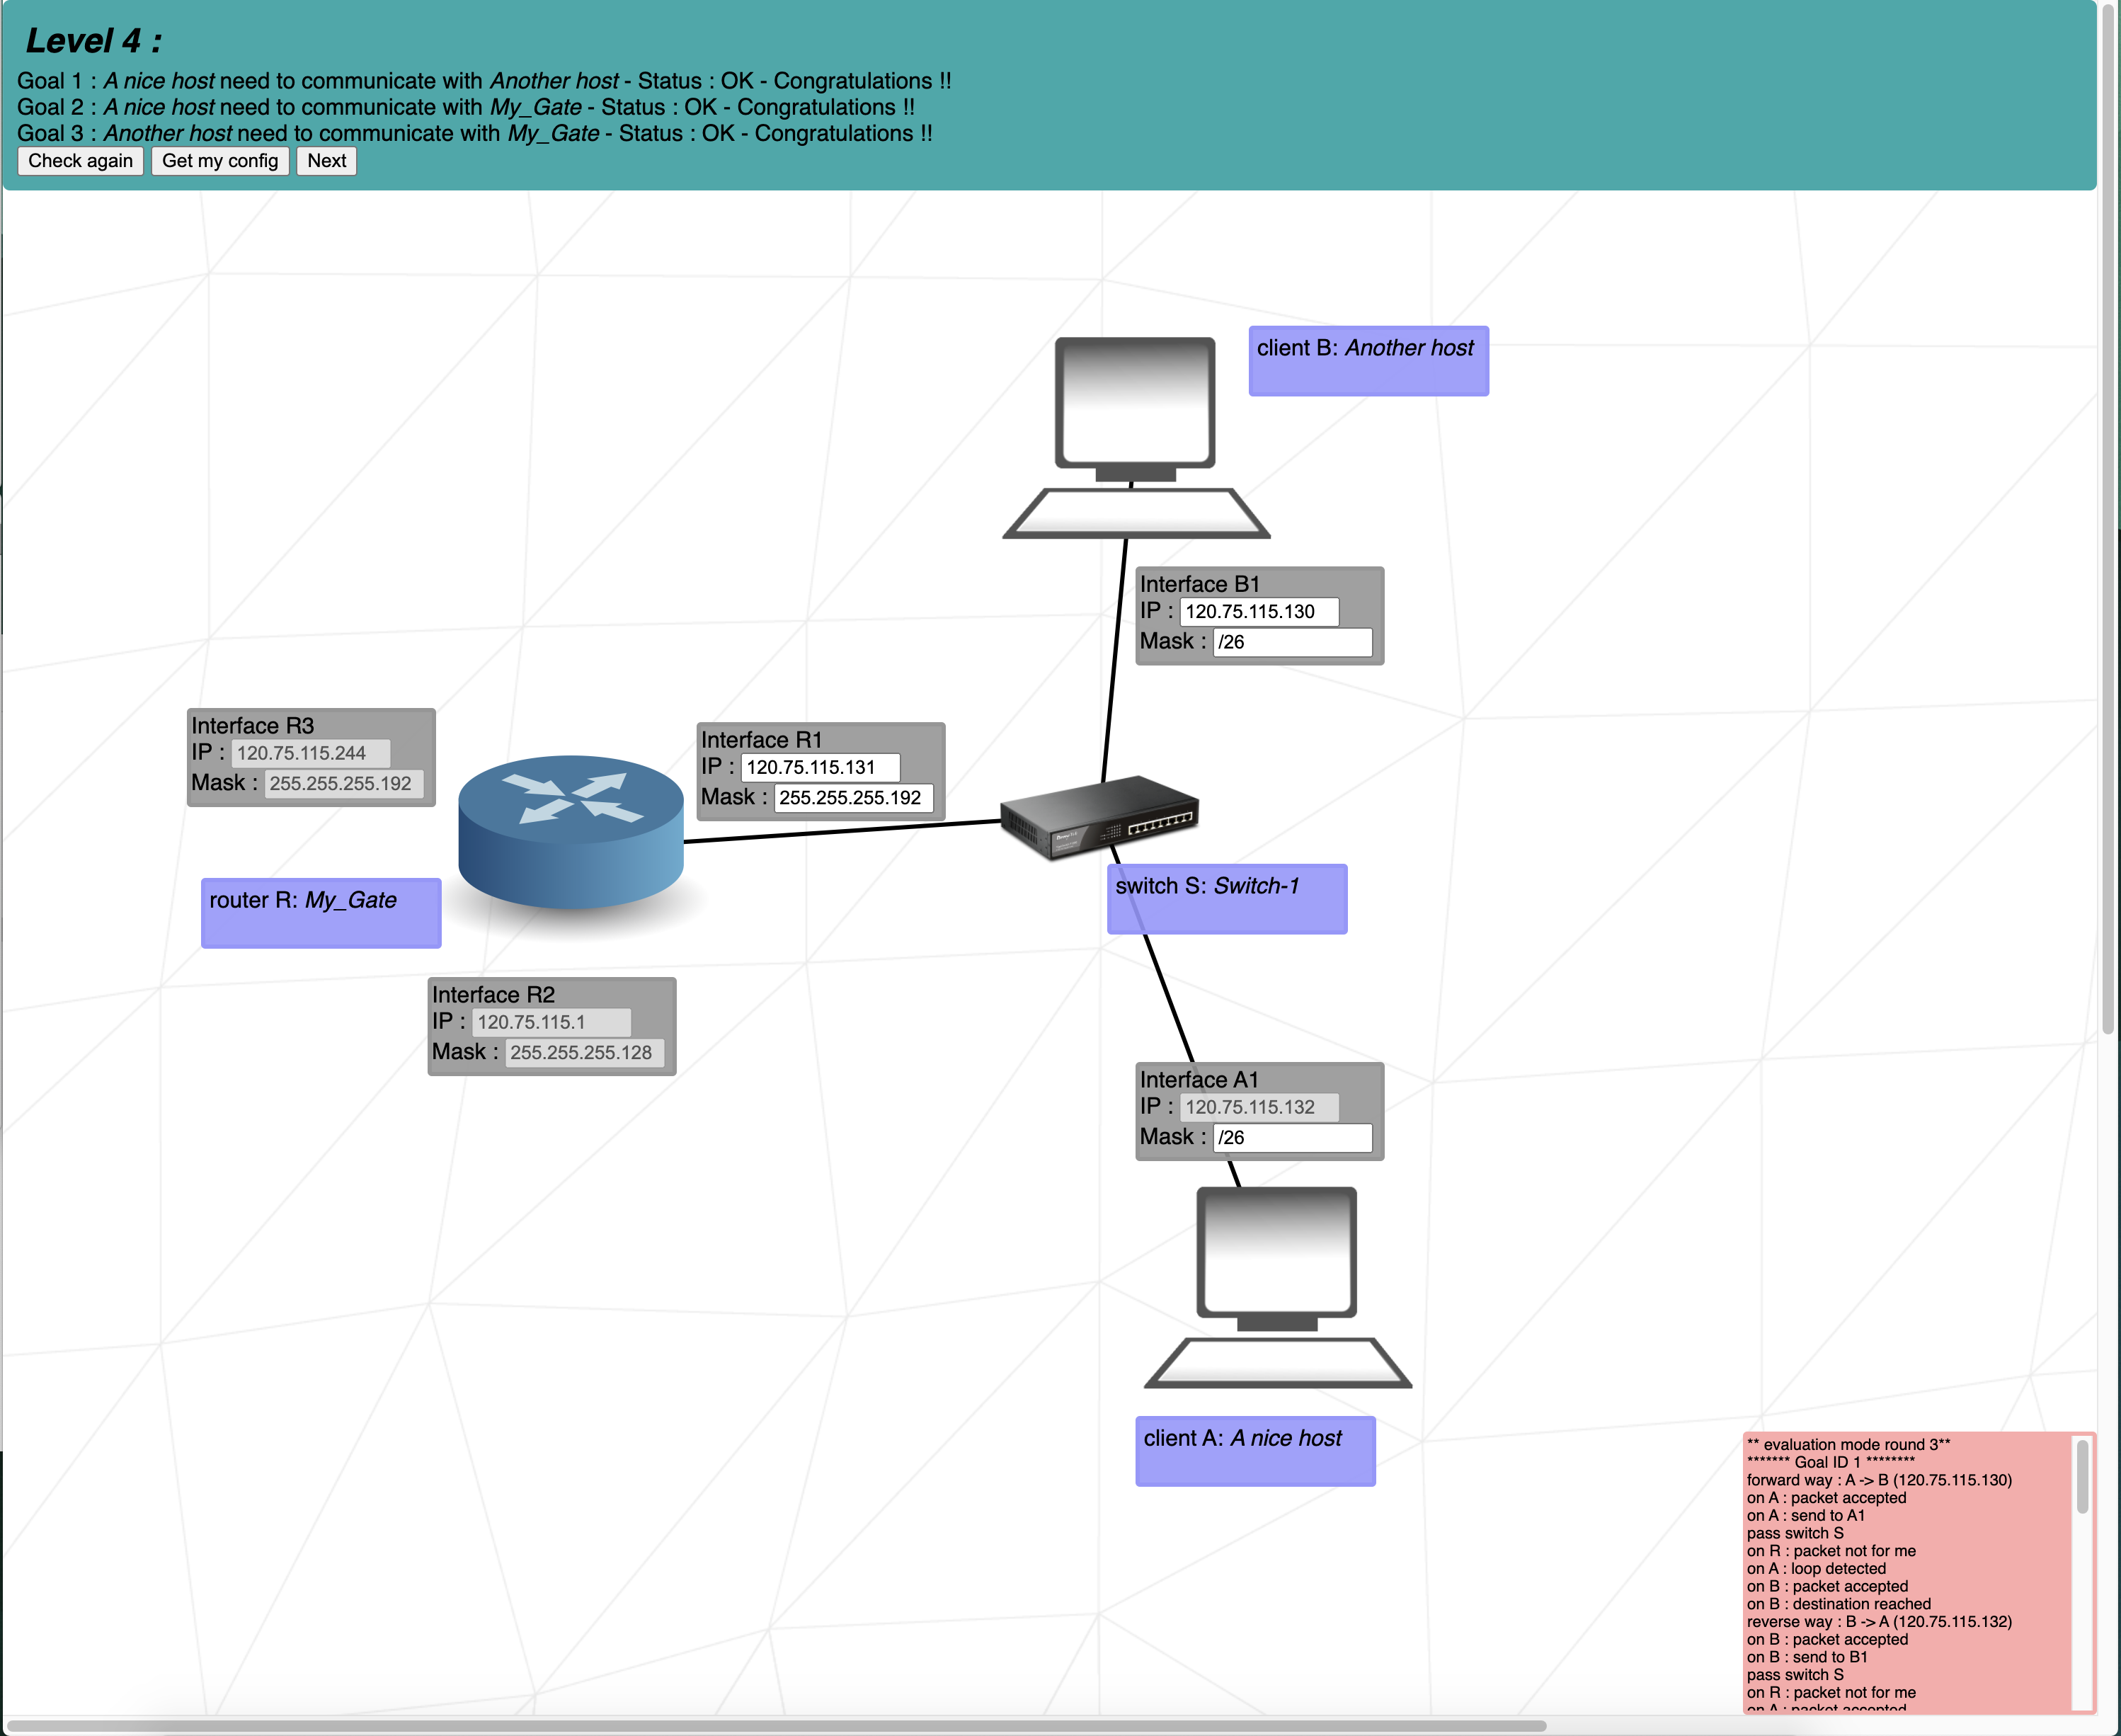 Level 4 :
Goal 1 : A nice host need to communicate with Another host - Status : OK - Congratulations !!
Goal 2 : A nice host need to communicate with My_Gate - Status : OK - Congratulations !!
Goal 3 : Another host need to communicate with My_Gate - Status : OK - Congratulations !!
Check again Get my config Next
client B: Another host
Interface B1
IP : 120.75.115.130
Mask : /26
Interface R3
IP : 120.75.115.244
Mask : 255.255.255.192
Interface R1
IP : 120.75.115.131
Mask : 255.255.255.192
router R: My_Gate
switch S: Switch-1
Interface R2
IP : 120.75.115.1
Mask : 255.255.255.128
Interface A1
IP : 120.75.115.132
Mask : /26
client A: A nice host
** evaluation mode round 3**
******* Goal ID 1 ********
forward way : A -> B (120.75.115.130)
on A : packet accepted
on A : send to A1
pass switch S
on R : packet not for me
on A : loop detected
on B : packet accepted
on B : destination reached
reverse way : B -> A (120.75.115.132)
on B : packet accepted
on B : send to B1
pass switch S
on R : packet not for me
on A : packet accepted